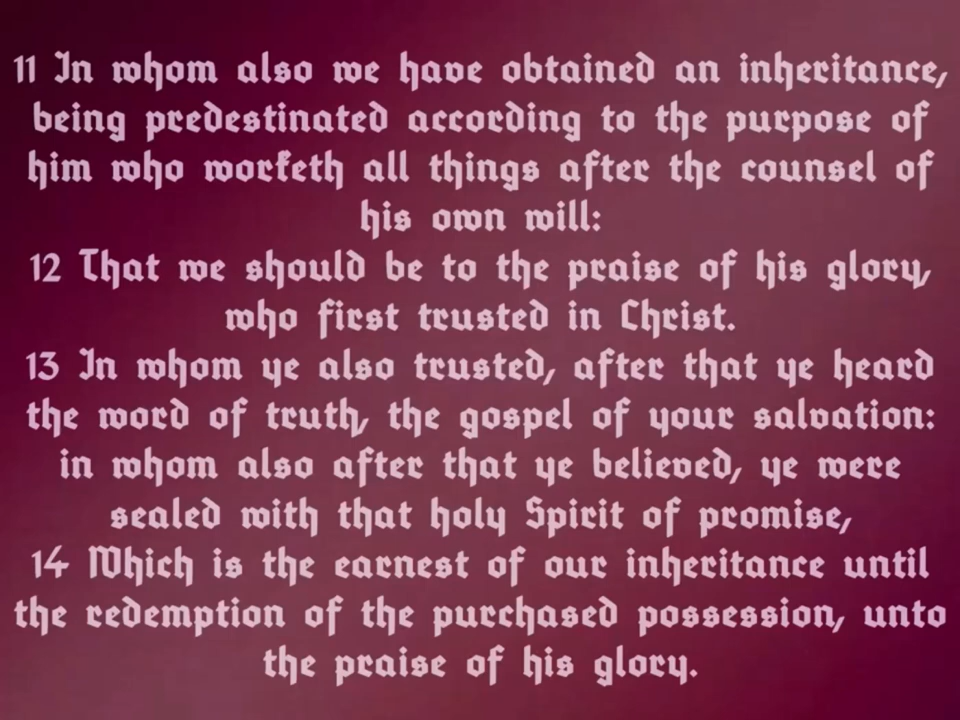 11 In whom also we have obtained an inheritance,
being predestinated according to the purpose of
him who worketh all things after the counsel of
his own will:
12 That we should be to the praise of his glory,
who first trusted in Christ.
13 In whom ye also trusted, after that ye heard
the word of truth, the gospel of your salvation:
in whom also after that ye believed, ye were
sealed with that holy Spirit of promise,
14 Which is the earnest of our inheritance until
the redemption of the purchased possession, unto
the praise of his glory.